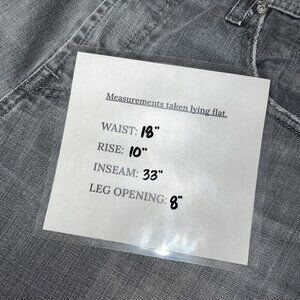 Measurements taken lying flat.
WAIST: 18"
RISE: 10"
INSEAM: 33"
LEG OPENING: 8"